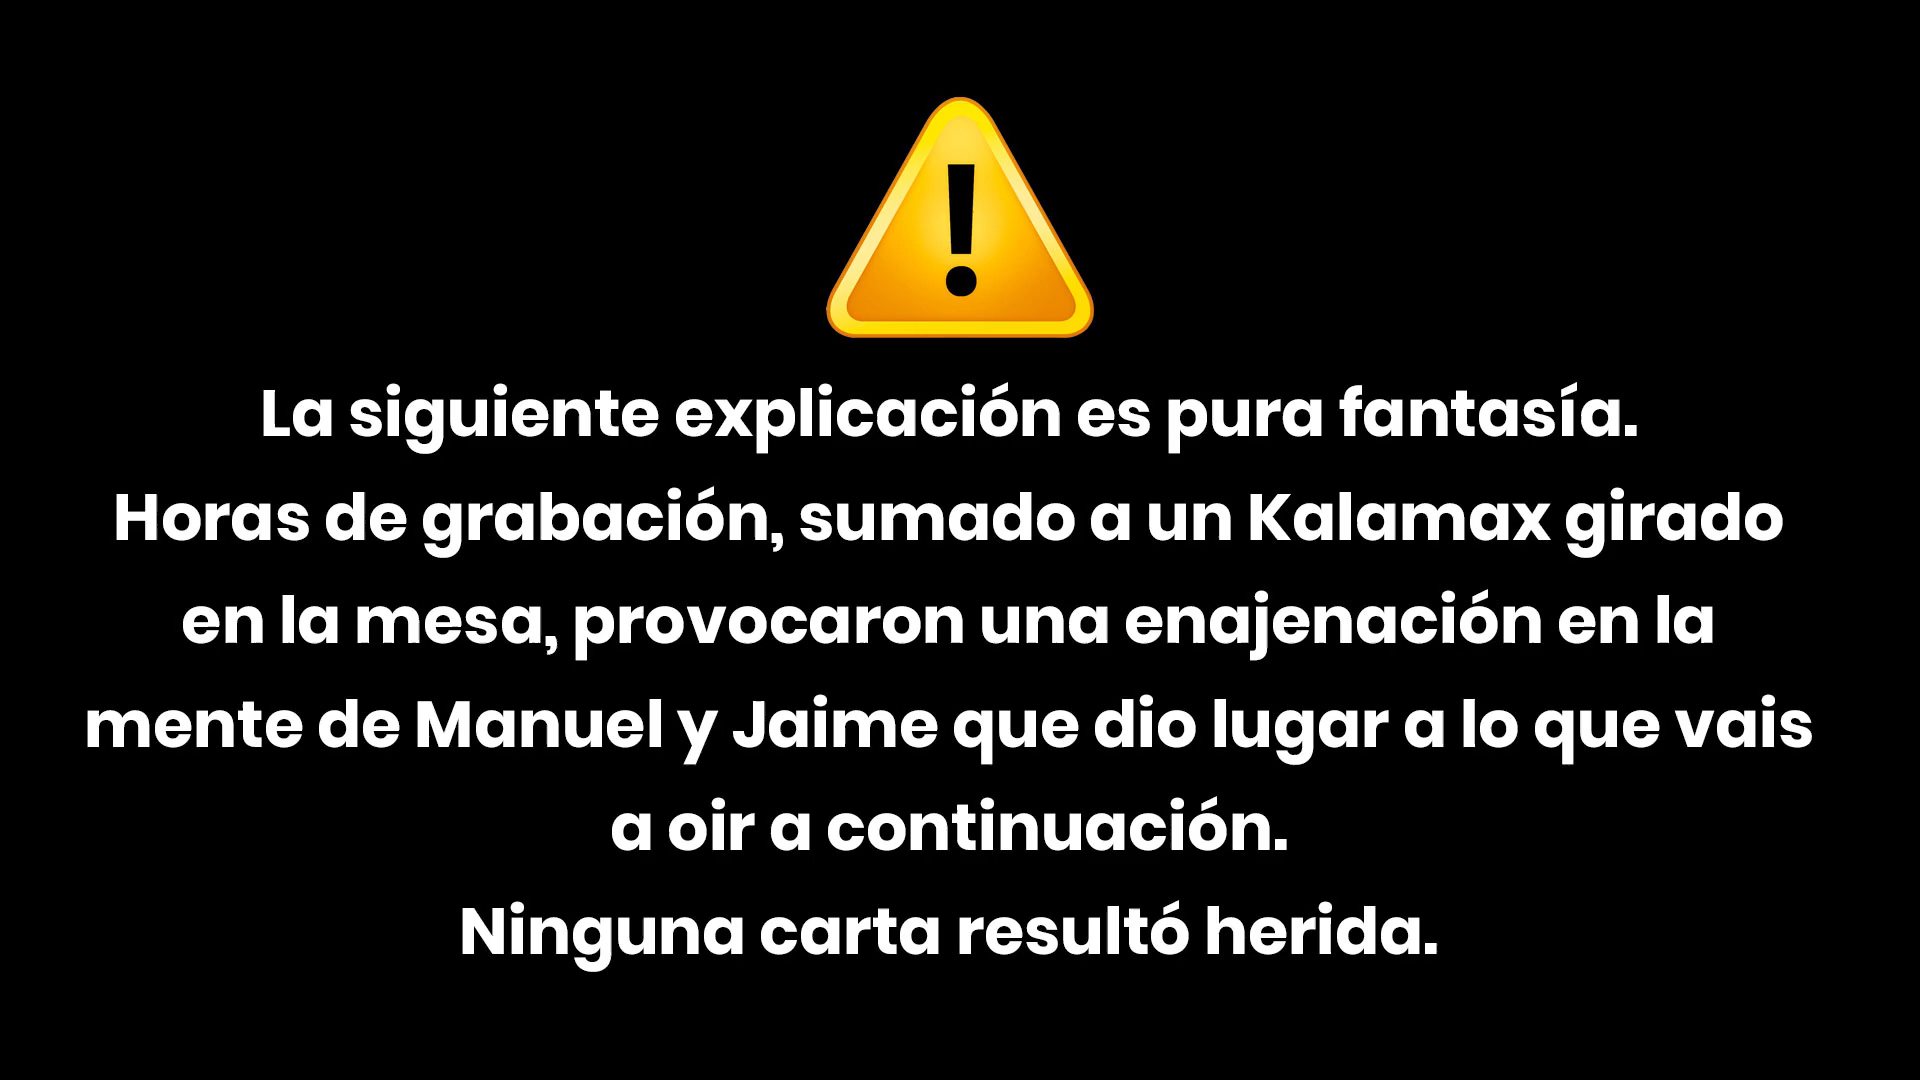 La siguiente explicación es pura fantasía.
Horas de grabación, sumado a un Kalamax girado
en la mesa, provocaron una enajenación en la
mente de Manuel y Jaime que dio lugar a lo que vais
a oir a continuación.
Ninguna carta resultó herida.